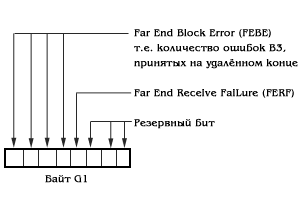 Far End Block Error (FEBE)
т.е. количество ошибок B3,
принятых на удалённом конце
Far End Receive FaiLure (FERF)
Резервный Бит
Байт G1